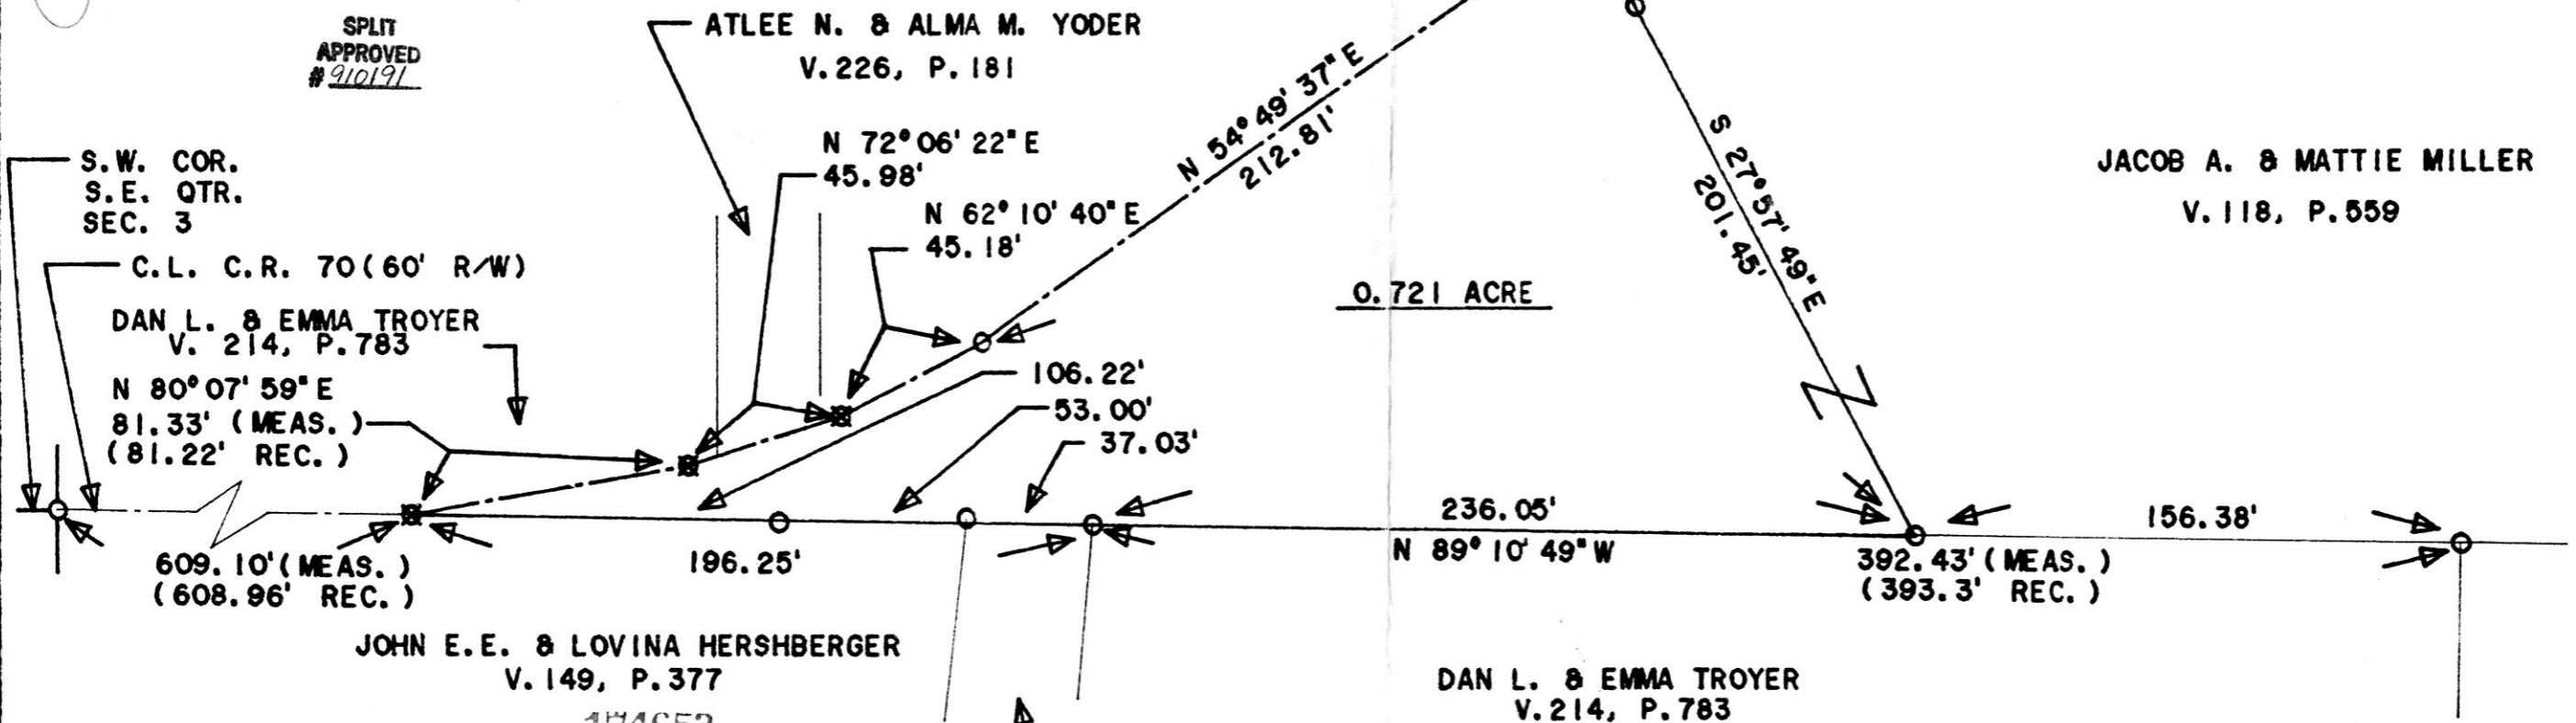 SPLIT
APPROVED
# 910191
ATLEE N. & ALMA M. YODER
V. 226, P. 181
N 72° 06' 22" E
45.98'
N 62° 10' 40" E
45.18'
N 54° 49' 37" E
212.81'
S 27° 57' 49" E
201.45'
JACOB A. & MATTIE MILLER
V. 118, P. 559
S.W. COR.
S.E. QTR.
SEC. 3
C.L. C.R. 70 (60' R/W)
DAN L. & EMMA TROYER
V. 214, P. 783
N 80° 07' 59" E
81.33' (MEAS.)
(81.22' REC.)
0.721 ACRE
106.22'
53.00'
37.03'
236.05'
N 89° 10' 49" W
156.38'
392.43' (MEAS.)
(393.3' REC.)
609.10' (MEAS.)
(608.96' REC.)
196.25'
JOHN E.E. & LOVINA HERSHBERGER
V. 149, P. 377
DAN L. & EMMA TROYER
V. 214, P. 783